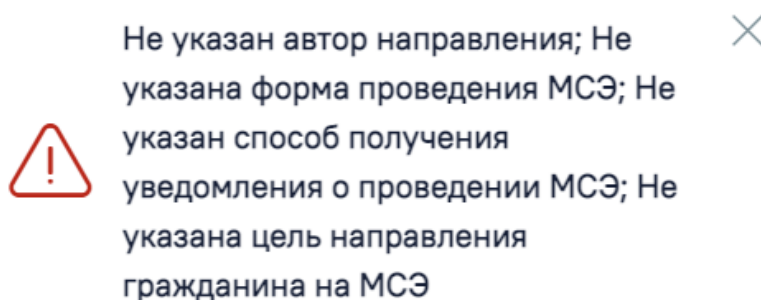 Не указан автор направления; Не
указана форма проведения МСЭ; Не
указан способ получения
уведомления о проведении МСЭ; Не
указана цель направления
гражданина на МСЭ